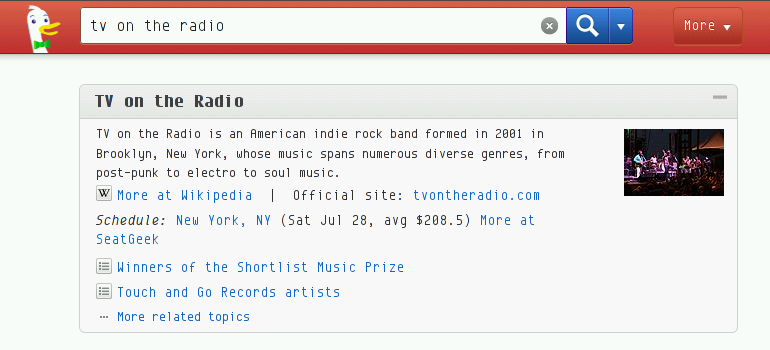 tv on the radio
More
TV on the Radio
TV on the Radio is an American indie rock band formed in 2001 in
Brooklyn, New York, whose music spans numerous diverse genres, from
post-punk to electro to soul music.
W More at Wikipedia | Official site: tvontheradio.com
Schedule: New York, NY (Sat Jul 28, avg $208.5) More at
SeatGeek
Winners of the Shortlist Music Prize
Touch and Go Records artists
More related topics